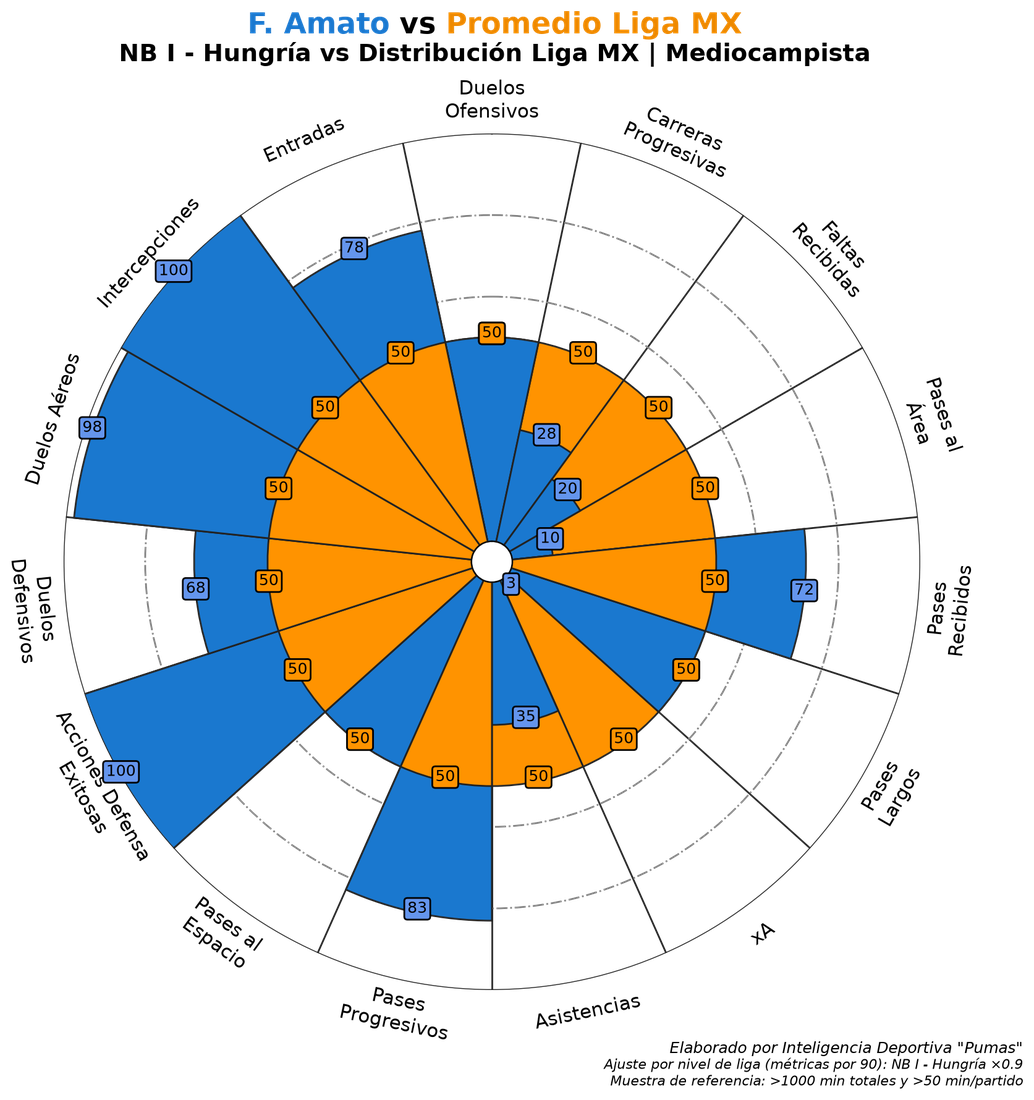 F. Amato vs Promedio Liga MX
NB I - Hungría vs Distribución Liga MX | Mediocampista
Duelos
Ofensivos
Carreras
Progresivas
Faltas
Recibidas
Pases al
Área
Pases
Recibidos
Pases
Largos
xA
Asistencias
Pases
Progresivos
Pases al
Espacio
Acciones Defensa
Exitosas
Duelos
Defensivos
Duelos Aéreos
Intercepciones
Entradas
50
50
28
50
20
50
10
50
72
50
50
3
50
35
50
83
50
50
100
50
68
50
98
50
100
50
78
Elaborado por Inteligencia Deportiva "Pumas"
Ajuste por nivel de liga (métricas por 90): NB I - Hungría ×0.9
Muestra de referencia: >1000 min totales y >50 min/partido